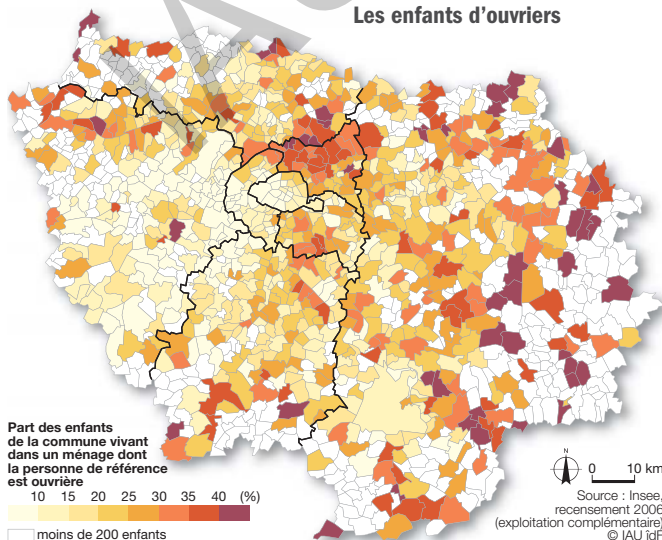 Les enfants d'ouvriers
Part des enfants
de la commune vivant
dans un ménage dont
la personne de référence
est ouvrière
10 15 20 25 30 35 40 (%)
moins de 200 enfants
N
0 10 km
Source : Insee,
recensement 2006
(exploitation complémentaire)
© IAU îdF